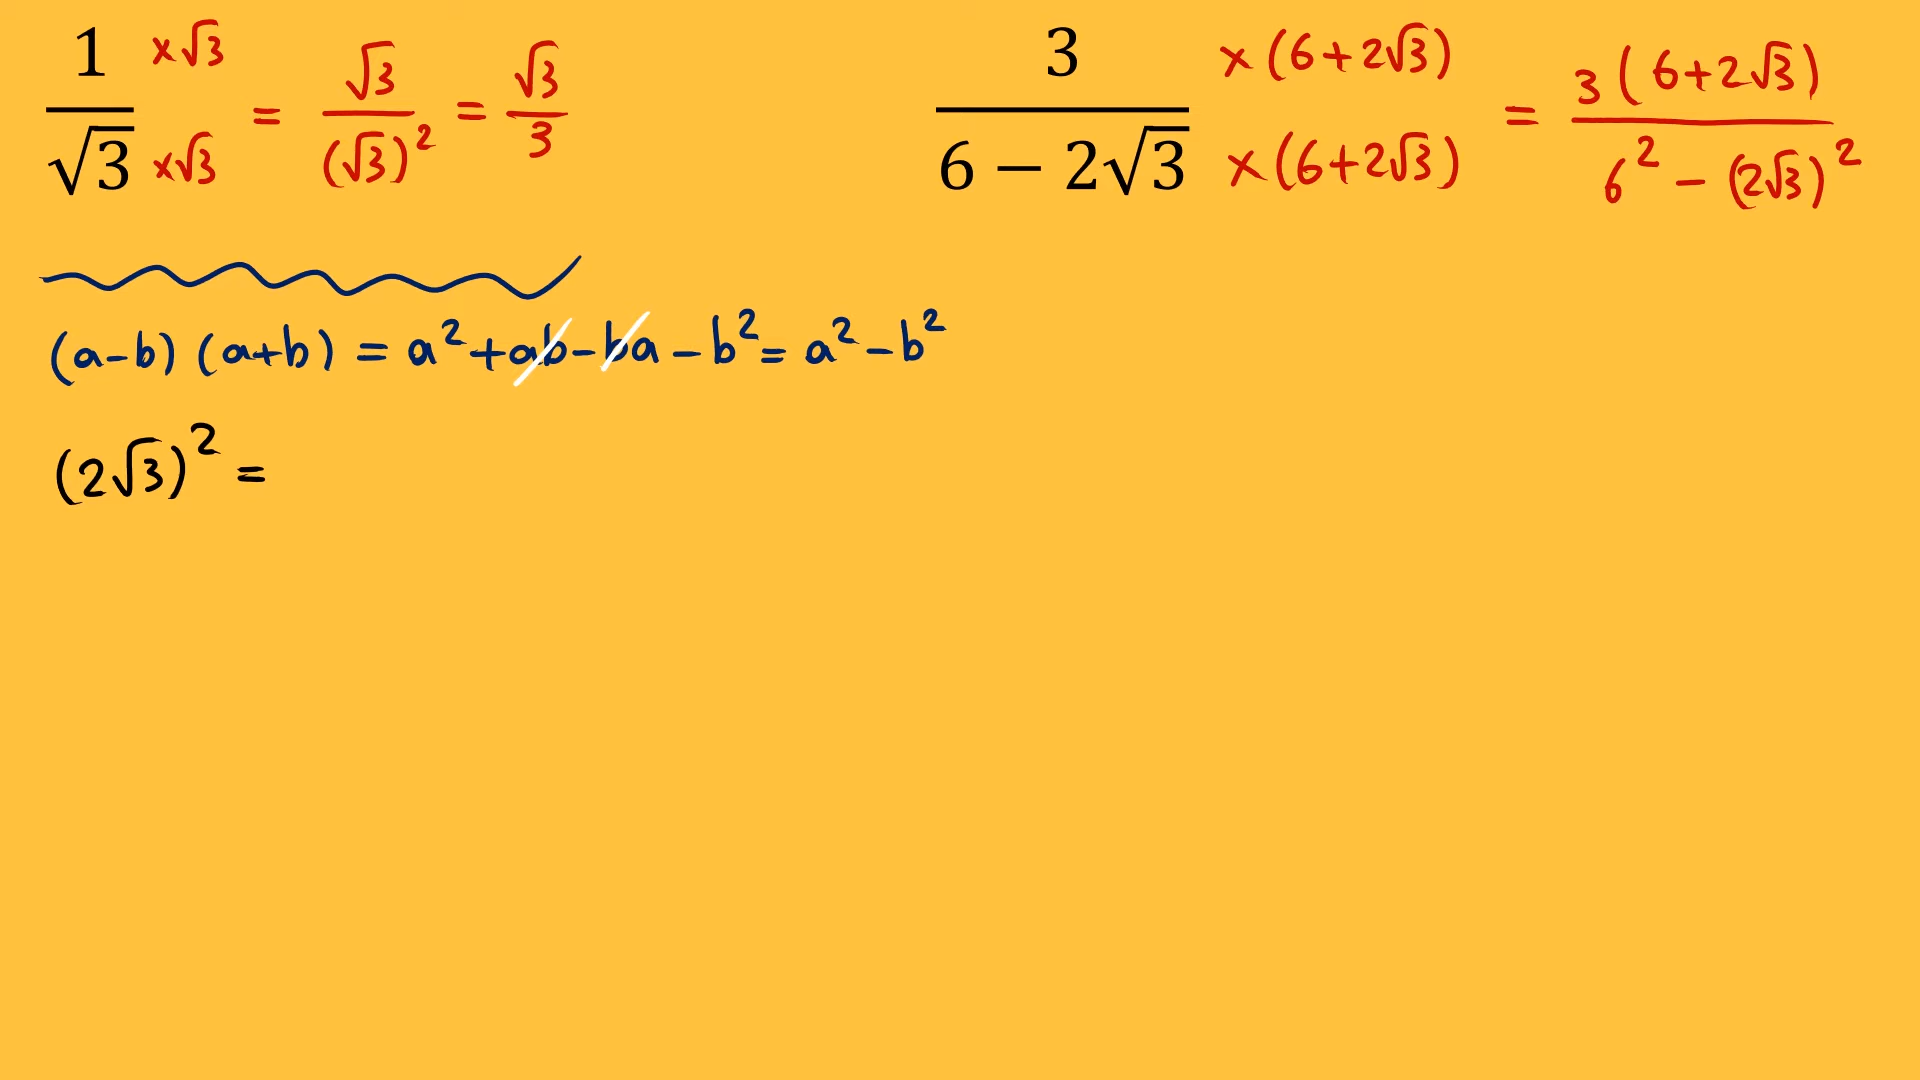 1/√3 ×√3 ×√3 = √3/(√3)² = √3/3
3/(6 − 2√3) ×(6+2√3) ×(6+2√3) = 3(6+2√3)/(6² − (2√3)²)
(a−b)(a+b) = a² + ab − ba − b² = a² − b²
(2√3)² =